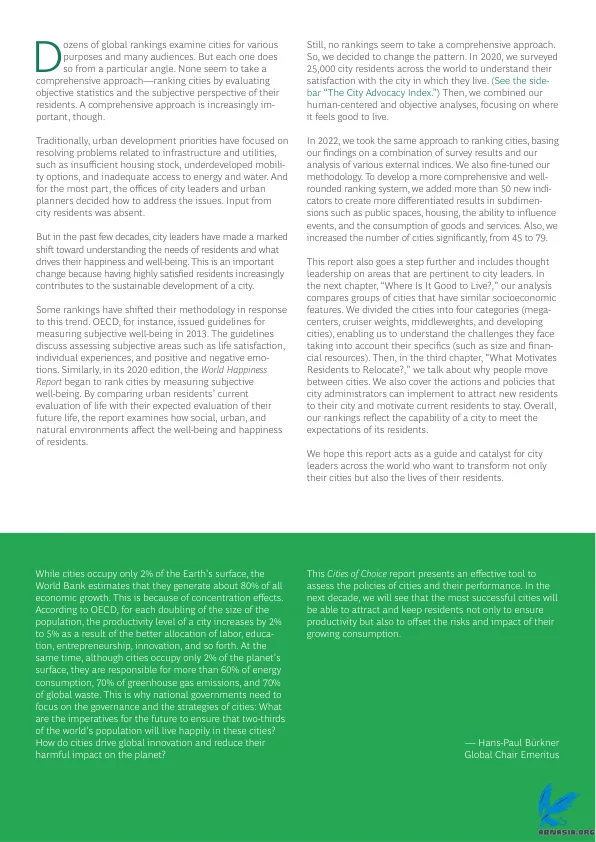 Dozens of global rankings examine cities for various
purposes and many audiences. But each one does
so from a particular angle. None seem to take a
comprehensive approach—ranking cities by evaluating
objective statistics and the subjective perspective of their
residents. A comprehensive approach is increasingly im-
portant, though.
Traditionally, urban development priorities have focused on
resolving problems related to infrastructure and utilities,
such as insufficient housing stock, underdeveloped mobili-
ty options, and inadequate access to energy and water. And
for the most part, the offices of city leaders and urban
planners decided how to address the issues. Input from
city residents was absent.
But in the past few decades, city leaders have made a marked
shift toward understanding the needs of residents and what
drives their happiness and well-being. This is an important
change because having highly satisfied residents increasingly
contributes to the sustainable development of a city.
Some rankings have shifted their methodology in response
to this trend. OECD, for instance, issued guidelines for
measuring subjective well-being in 2013. The guidelines
discuss assessing subjective areas such as life satisfaction,
individual experiences, and positive and negative emo-
tions. Similarly, in its 2020 edition, the World Happiness
Report began to rank cities by measuring subjective
well-being. By comparing urban residents' current
evaluation of life with their expected evaluation of their
future life, the report examines how social, urban, and
natural environments affect the well-being and happiness
of residents.
Still, no rankings seem to take a comprehensive approach.
So, we decided to change the pattern. In 2020, we surveyed
25,000 city residents across the world to understand their
satisfaction with the city in which they live. (See the side-
bar “The City Advocacy Index.”) Then, we combined our
human-centered and objective analyses, focusing on where
it feels good to live.
In 2022, we took the same approach to ranking cities, basing
our findings on a combination of survey results and our
analysis of various external indices. We also fine-tuned our
methodology. To develop a more comprehensive and well-
rounded ranking system, we added more than 50 new indi-
cators to create more differentiated results in subdimen-
sions such as public spaces, housing, the ability to influence
events, and the consumption of goods and services. Also, we
increased the number of cities significantly, from 45 to 79.
This report also goes a step further and includes thought
leadership on areas that are pertinent to city leaders. In
the next chapter, “Where Is It Good to Live?,” our analysis
compares groups of cities that have similar socioeconomic
features. We divided the cities into four categories (mega-
centers, cruiser weights, middleweights, and developing
cities), enabling us to understand the challenges they face
taking into account their specifics (such as size and finan-
cial resources). Then, in the third chapter, “What Motivates
Residents to Relocate?,” we talk about why people move
between cities. We also cover the actions and policies that
city administrators can implement to attract new residents
to their city and motivate current residents to stay. Overall,
our rankings reflect the capability of a city to meet the
expectations of its residents.
We hope this report acts as a guide and catalyst for city
leaders across the world who want to transform not only
their cities but also the lives of their residents.
While cities occupy only 2% of the Earth's surface, the
World Bank estimates that they generate about 80% of all
economic growth. This is because of concentration effects.
According to OECD, for each doubling of the size of the
population, the productivity level of a city increases by 2%
to 5% as a result of the better allocation of labor, educa-
tion, entrepreneurship, innovation, and so forth. At the
same time, although cities occupy only 2% of the planet's
surface, they are responsible for more than 60% of energy
consumption, 70% of greenhouse gas emissions, and 70%
of global waste. This is why national governments need to
focus on the governance and the strategies of cities: What
are the imperatives for the future to ensure that two-thirds
of the world's population will live happily in these cities?
How do cities drive global innovation and reduce their
harmful impact on the planet?
This Cities of Choice report presents an effective tool to
assess the policies of cities and their performance. In the
next decade, we will see that the most successful cities will
be able to attract and keep residents not only to ensure
productivity but also to offset the risks and impact of their
growing consumption.
— Hans-Paul Bürkner
Global Chair Emeritus
ABNASIA.ORG